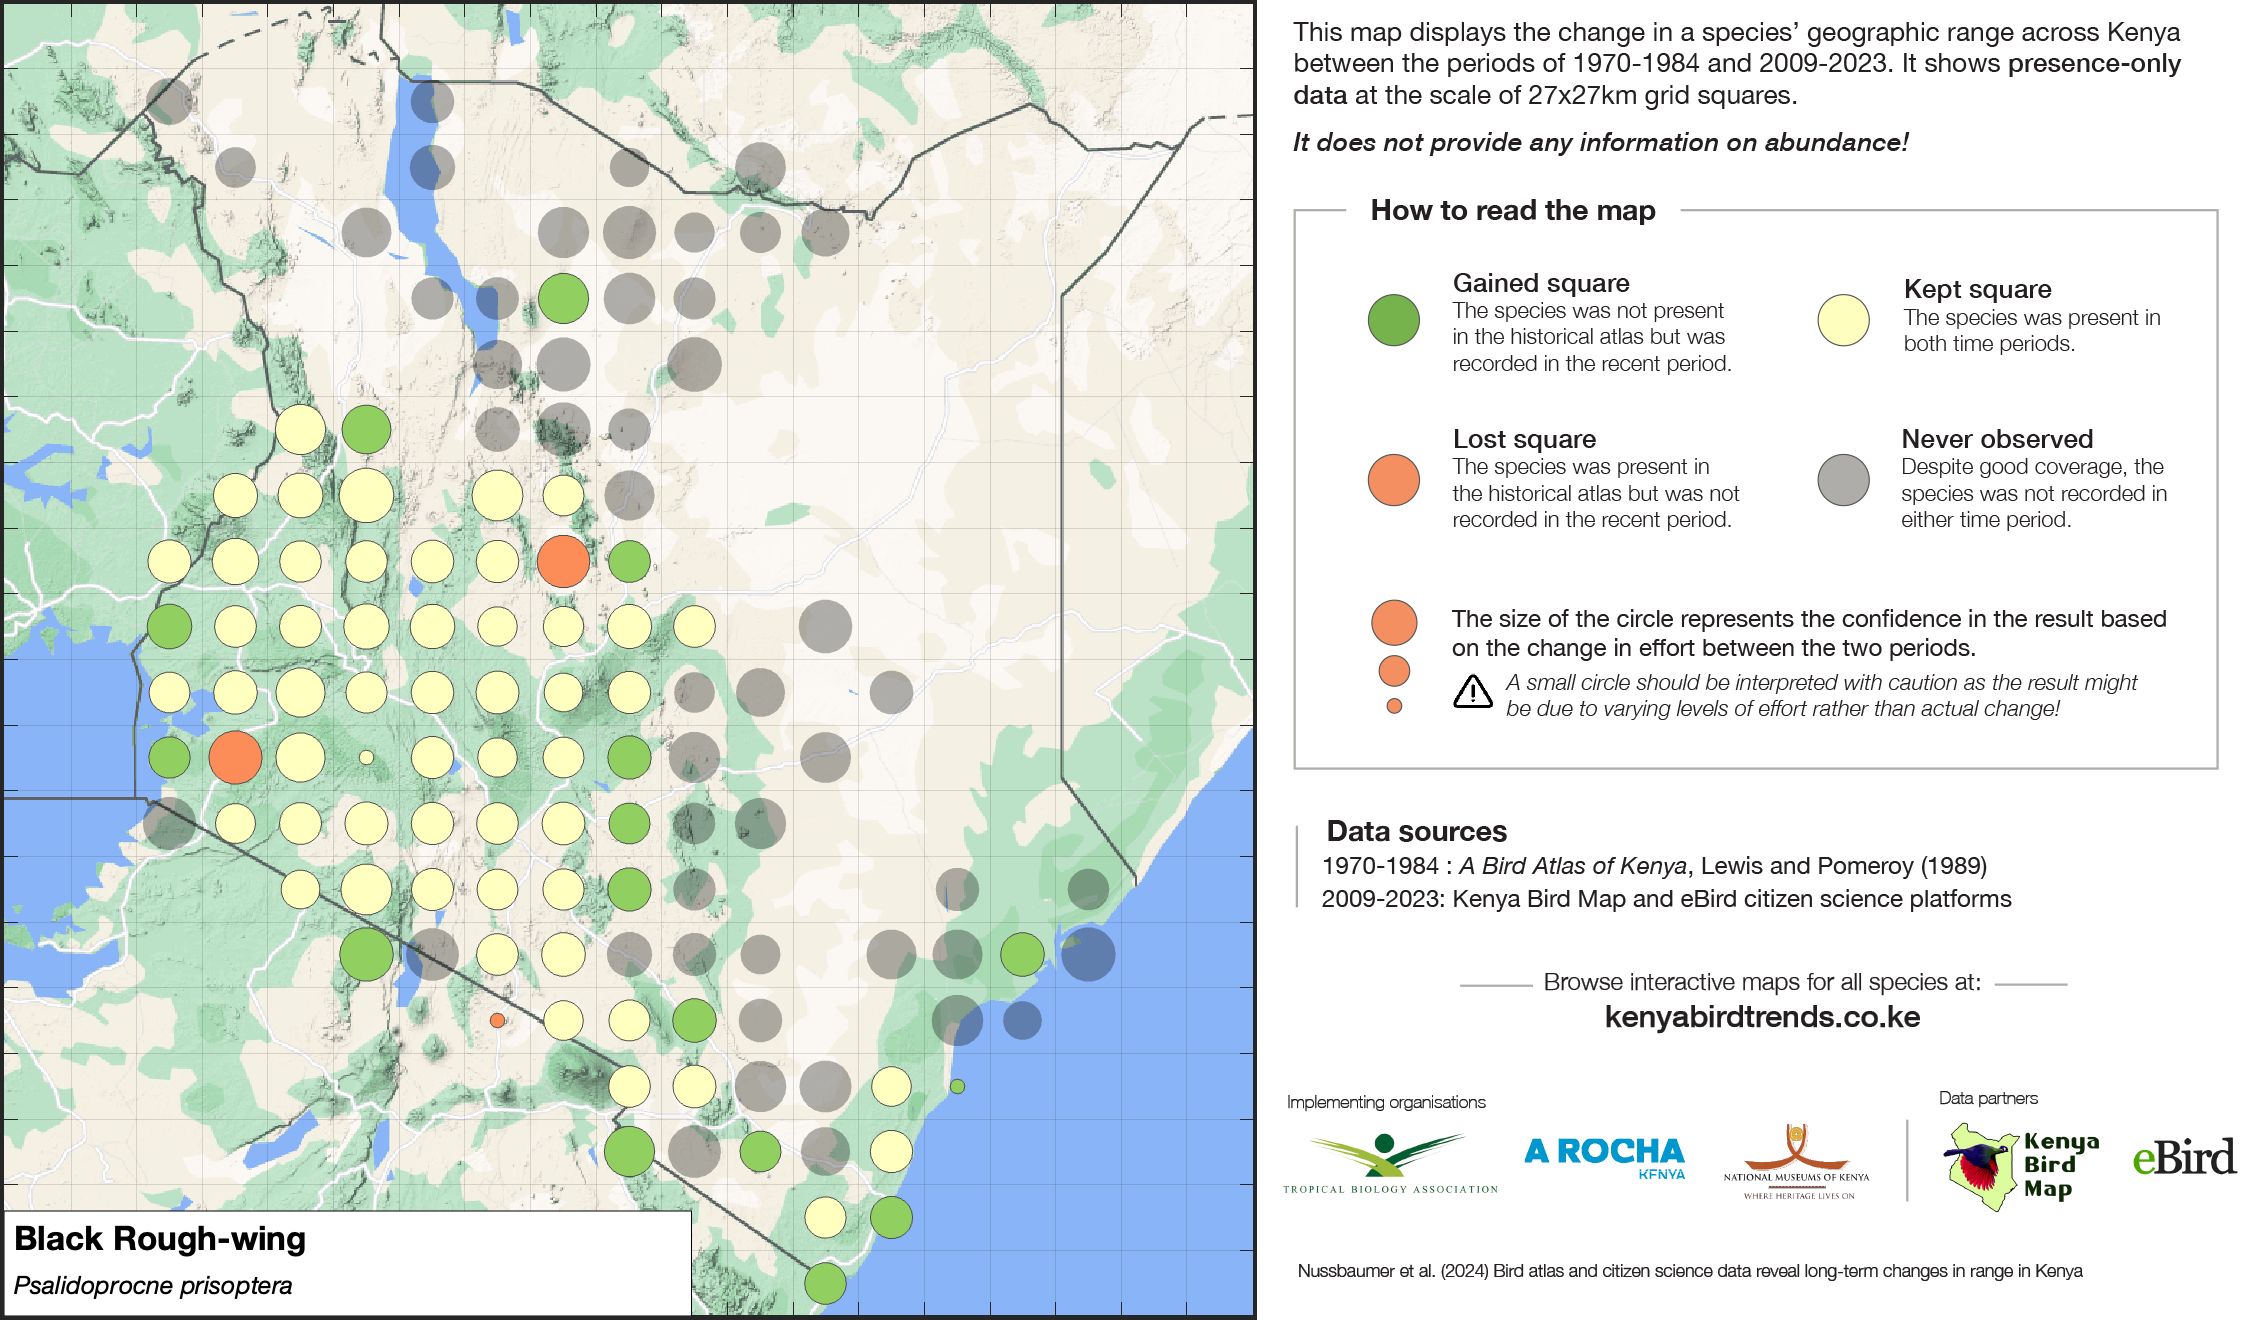 This map displays the change in a species’ geographic range across Kenya
between the periods of 1970-1984 and 2009-2023. It shows presence-only
data at the scale of 27x27km grid squares.
It does not provide any information on abundance!
How to read the map
Gained square
The species was not present
in the historical atlas but was
recorded in the recent period.
Kept square
The species was present in
both time periods.
Lost square
The species was present in
the historical atlas but was not
recorded in the recent period.
Never observed
Despite good coverage, the
species was not recorded in
either time period.
The size of the circle represents the confidence in the result based
on the change in effort between the two periods.
A small circle should be interpreted with caution as the result might
be due to varying levels of effort rather than actual change!
Data sources
1970-1984 : A Bird Atlas of Kenya, Lewis and Pomeroy (1989)
2009-2023: Kenya Bird Map and eBird citizen science platforms
Browse interactive maps for all species at:
kenyabirdtrends.co.ke
Implementing organisations
Data partners
TROPICAL BIOLOGY ASSOCIATION
A ROCHA
KENYA
NATIONAL MUSEUMS OF KENYA
WHERE HERITAGE LIVES ON
Kenya
Bird
Map
eBird
Nussbaumer et al. (2024) Bird atlas and citizen science data reveal long-term changes in range in Kenya
Black Rough-wing
Psalidoprocne prisoptera